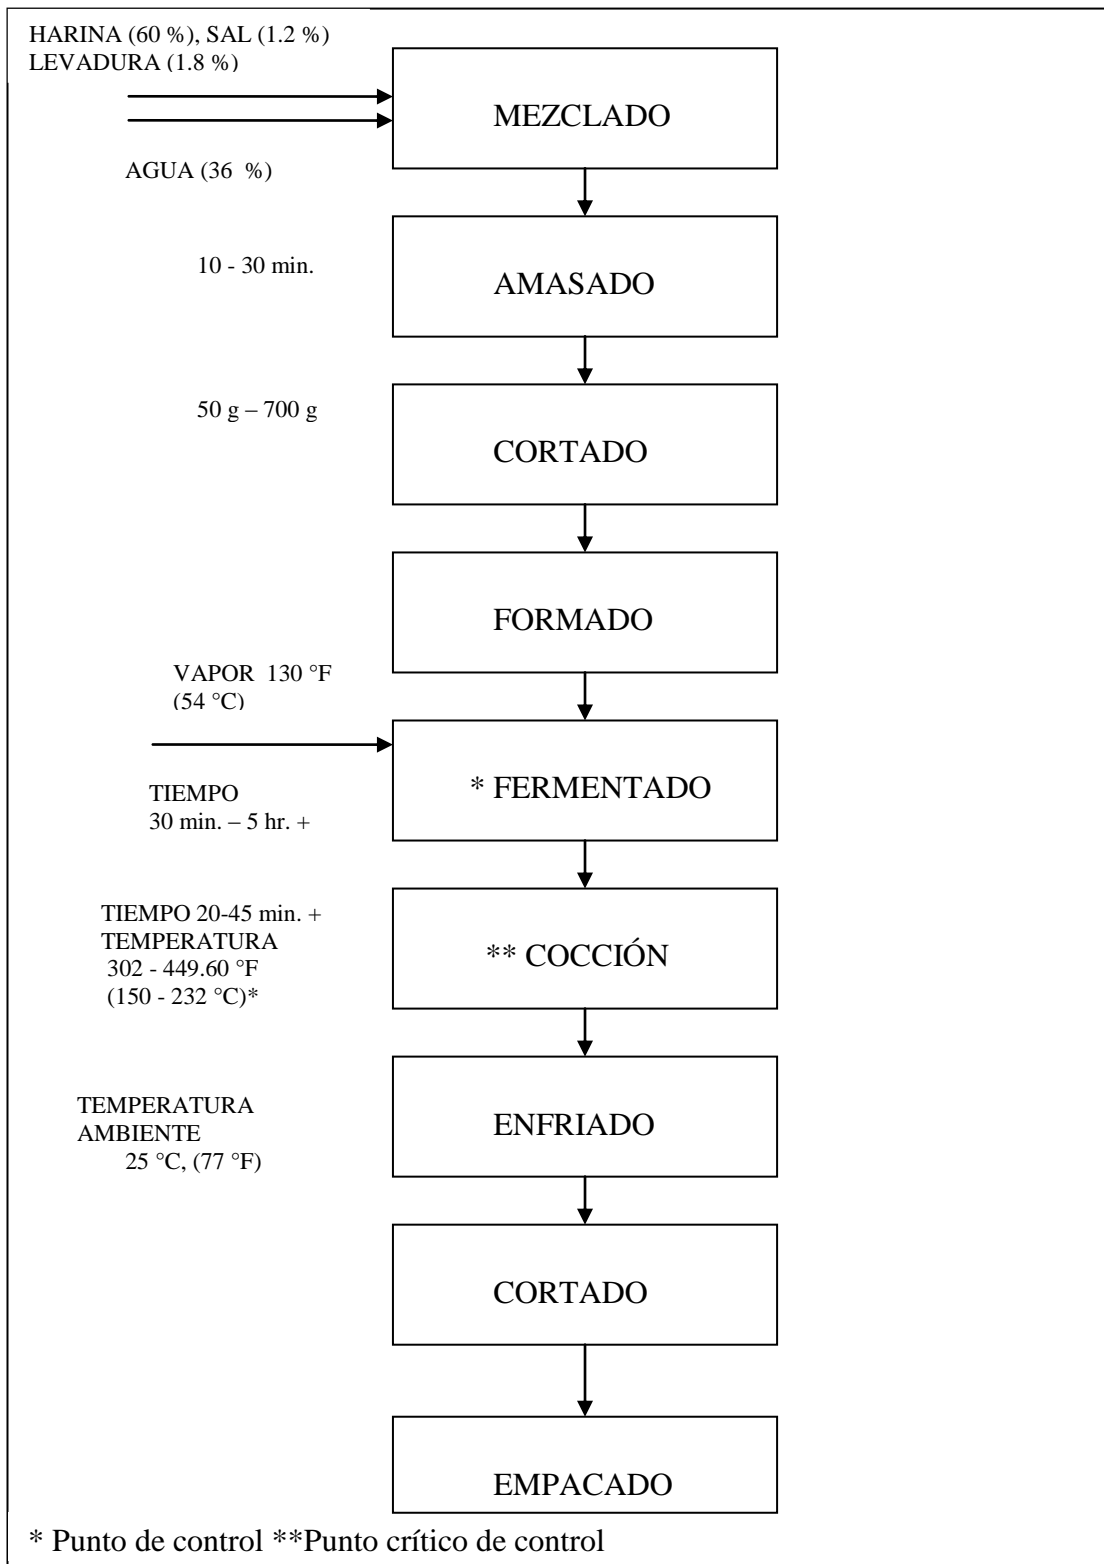 HARINA (60 %), SAL (1.2 %)
LEVADURA (1.8 %)
MEZCLADO
AGUA (36  %)
10 - 30 min.
AMASADO
50 g – 700 g
CORTADO
FORMADO
VAPOR  130 °F
(54 °C)
* FERMENTADO
TIEMPO
30 min. – 5 hr. +
TIEMPO 20-45 min. +
TEMPERATURA
302 - 449.60 °F
(150 - 232 °C)*
** COCCIÓN
TEMPERATURA
AMBIENTE
25 °C, (77 °F)
ENFRIADO
CORTADO
EMPACADO
* Punto de control **Punto crítico de control